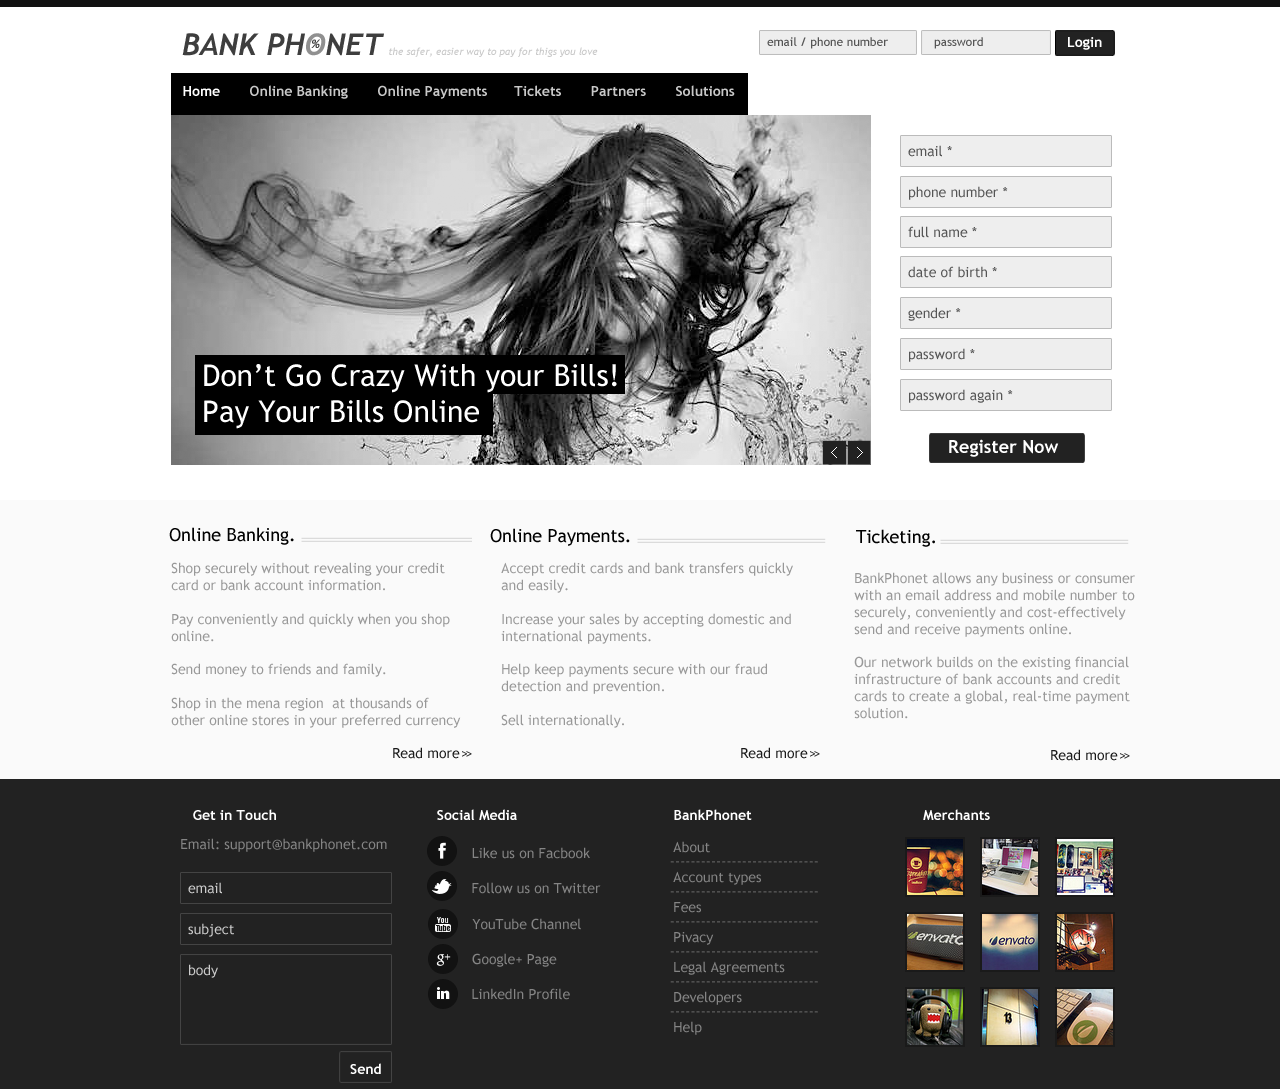 BANK PH%NET the safer, easier way to pay for thigs you love
email / phone number password Login
Home Online Banking Online Payments Tickets Partners Solutions
email *
phone number *
full name *
date of birth *
gender *
password *
password again *
Register Now
Don't Go Crazy With your Bills!
Pay Your Bills Online
Online Banking.
Shop securely without revealing your credit
card or bank account information.
Pay conveniently and quickly when you shop
online.
Send money to friends and family.
Shop in the mena region at thousands of
other online stores in your preferred currency
Read more>>
Online Payments.
Accept credit cards and bank transfers quickly
and easily.
Increase your sales by accepting domestic and
international payments.
Help keep payments secure with our fraud
detection and prevention.
Sell internationally.
Read more>>
Ticketing.
BankPhonet allows any business or consumer
with an email address and mobile number to
securely, conveniently and cost-effectively
send and receive payments online.
Our network builds on the existing financial
infrastructure of bank accounts and credit
cards to create a global, real-time payment
solution.
Read more>>
Get in Touch
Email: support@bankphonet.com
email
subject
body
Send
Social Media
f Like us on Facbook
Follow us on Twitter
You Tube YouTube Channel
g+ Google+ Page
in LinkedIn Profile
BankPhonet
About
Account types
Fees
Pivacy
Legal Agreements
Developers
Help
Merchants
envato
envato
13